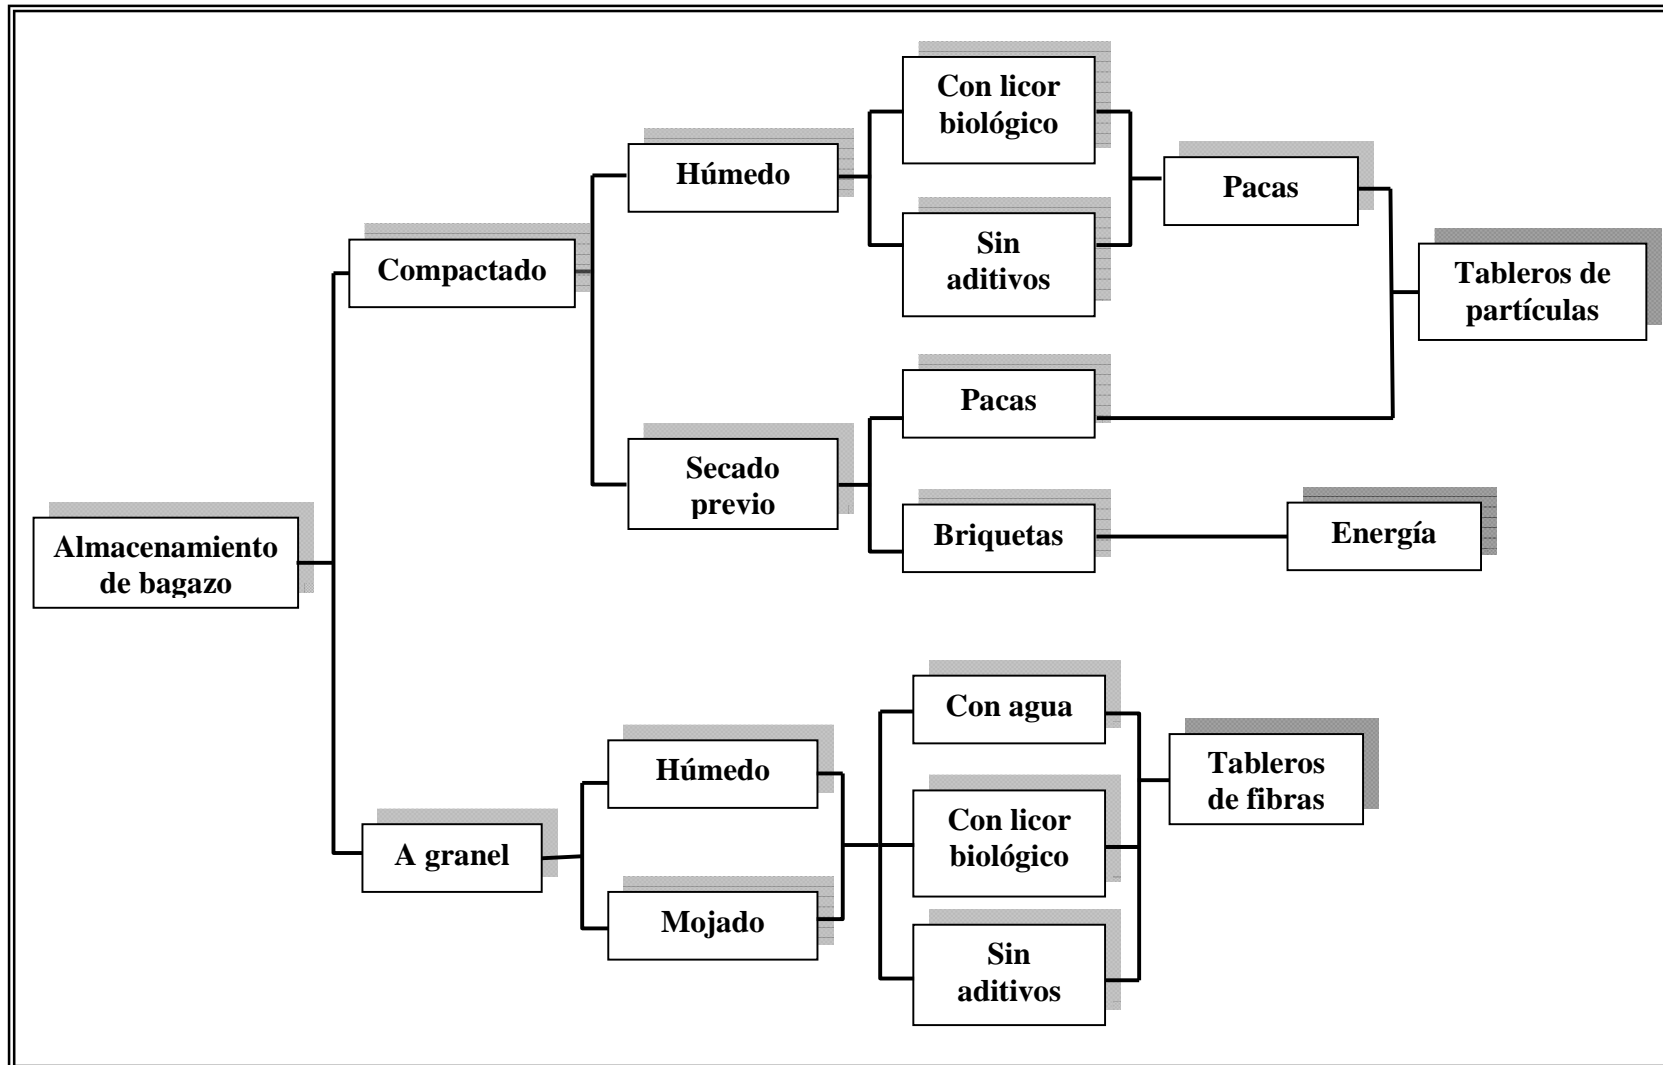 Con licor
biológico
Húmedo
Pacas
Sin
aditivos
Compactado
Tableros de
partículas
Pacas
Secado
previo
Briquetas
Energía
Almacenamiento
de bagazo
Con agua
Húmedo
Tableros
de fibras
Con licor
biológico
A granel
Mojado
Sin
aditivos